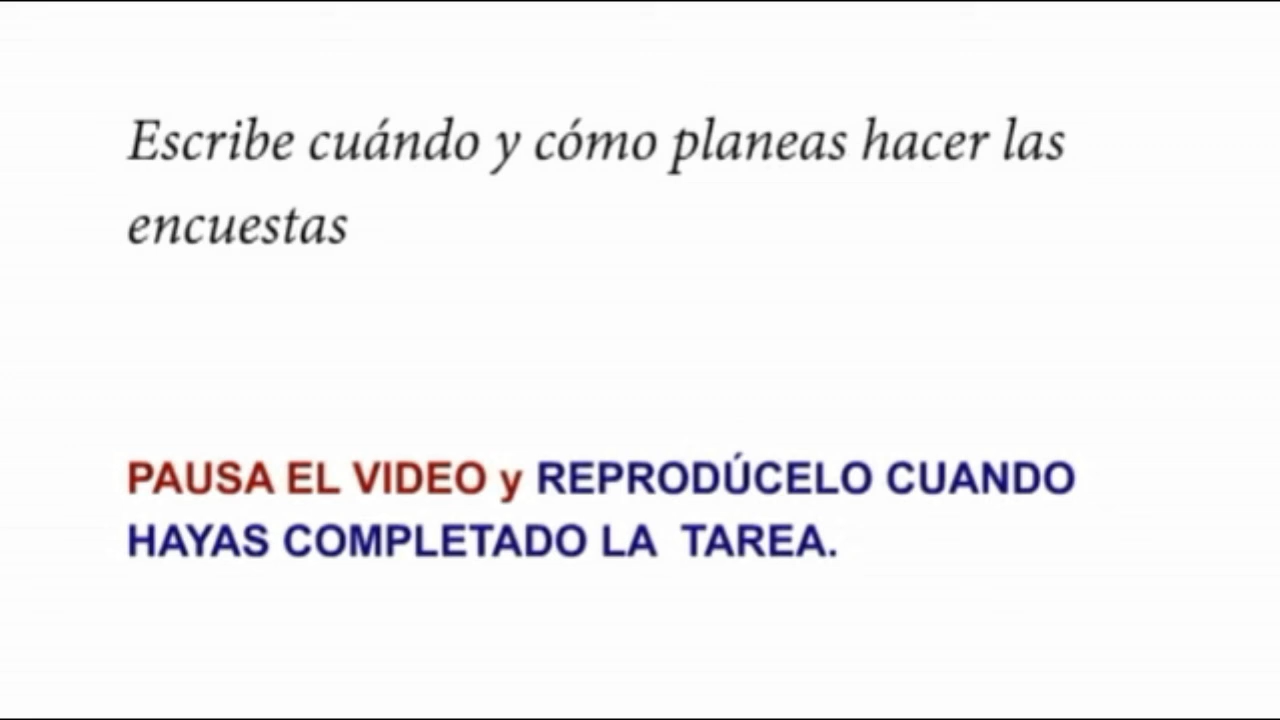 Escribe cuándo y cómo planeas hacer las
encuestas
PAUSA EL VIDEO y REPRODÚCELO CUANDO
HAYAS COMPLETADO LA TAREA.